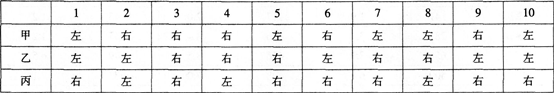 1 2 3 4 5 6 7 8 9 10
甲 左 右 右 右 左 右 左 左 右 左
乙 左 左 右 右 右 左 右 右 左 左
丙 右 左 右 左 右 右 右 左 右 右